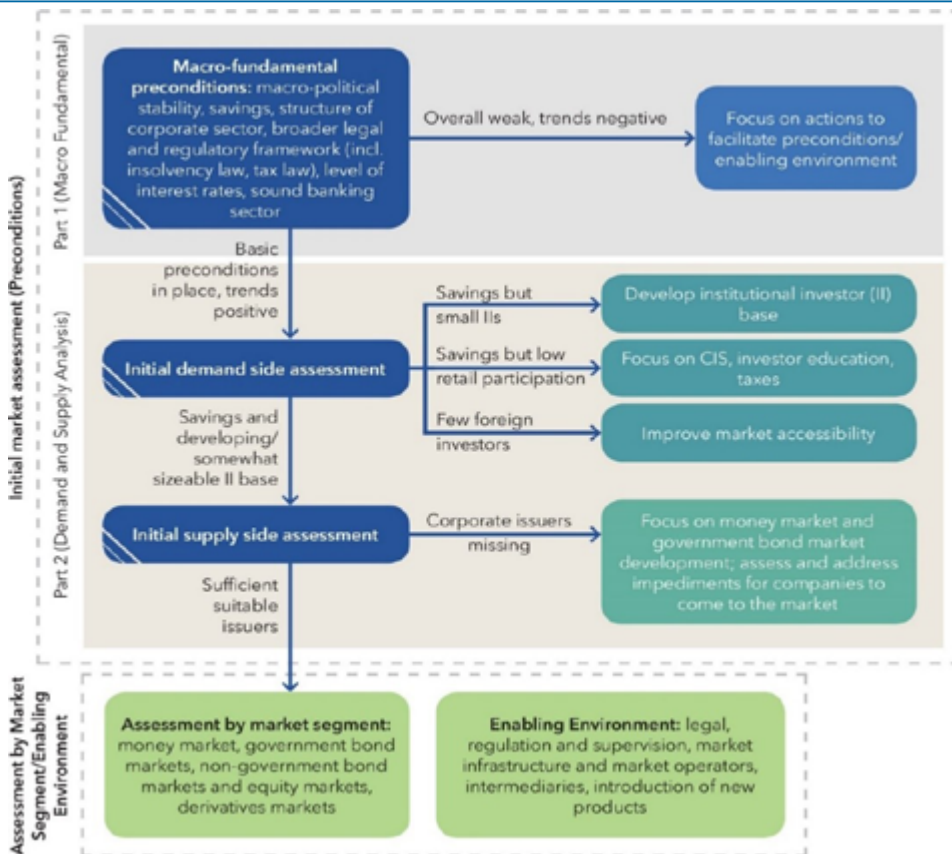 Initial market assessment (Preconditions)
Part 1 (Macro Fundamental)
Macro-fundamental
preconditions: macro-political
stability, savings, structure of
corporate sector, broader legal
and regulatory framework (incl.
insolvency law, tax law), level of
interest rates, sound banking
sector
Overall weak, trends negative
Focus on actions to
facilitate preconditions/
enabling environment
Basic
preconditions
in place, trends
positive
Part 2 (Demand and Supply Analysis)
Initial demand side assessment
Savings but
small IIs
Develop institutional investor (II)
base
Savings but low
retail participation
Focus on CIS, investor education,
taxes
Few foreign
investors
Improve market accessibility
Savings and
developing/
somewhat
sizeable II base
Initial supply side assessment
Corporate issuers
missing
Focus on money market and
government bond market
development; assess and address
impediments for companies to
come to the market
Sufficient
suitable
issuers
Assessment by Market
Segment/Enabling
Environment
Assessment by market segment:
money market, government bond
markets, non-government bond
markets and equity markets,
derivatives markets
Enabling Environment: legal,
regulation and supervision, market
infrastructure and market operators,
intermediaries, introduction of new
products